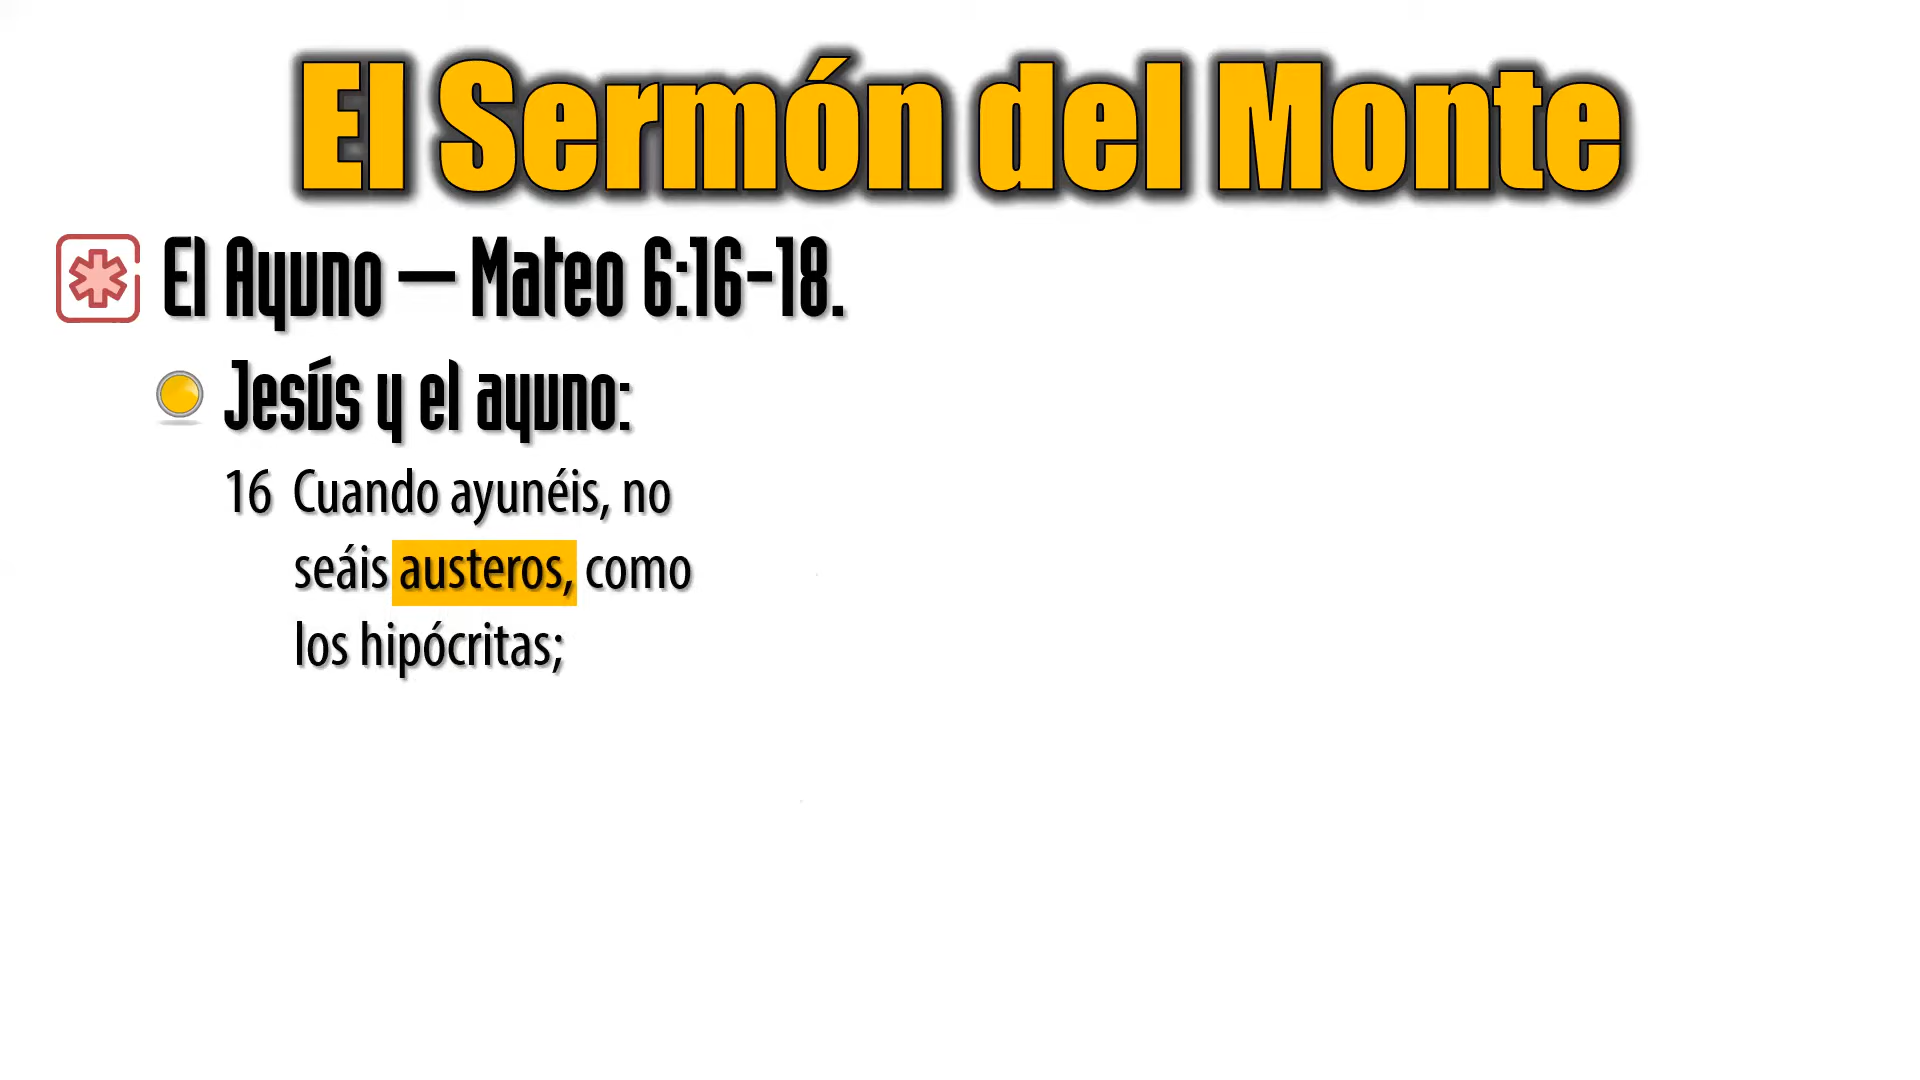 El Sermón del Monte
El Ayuno — Mateo 6:16-18.
Jesús y el ayuno:
16 Cuando ayunéis, no
seáis austeros, como
los hipócritas;